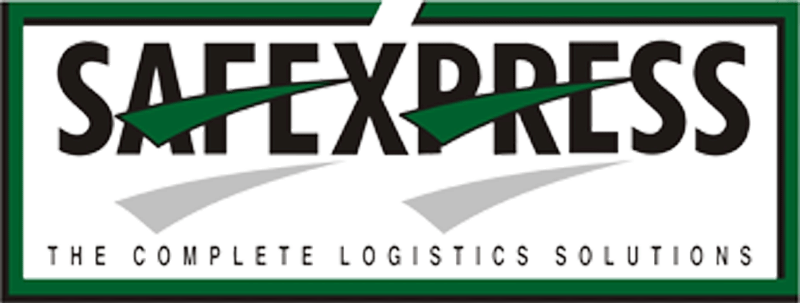 SAFEXPRESS
THE COMPLETE LOGISTICS SOLUTIONS